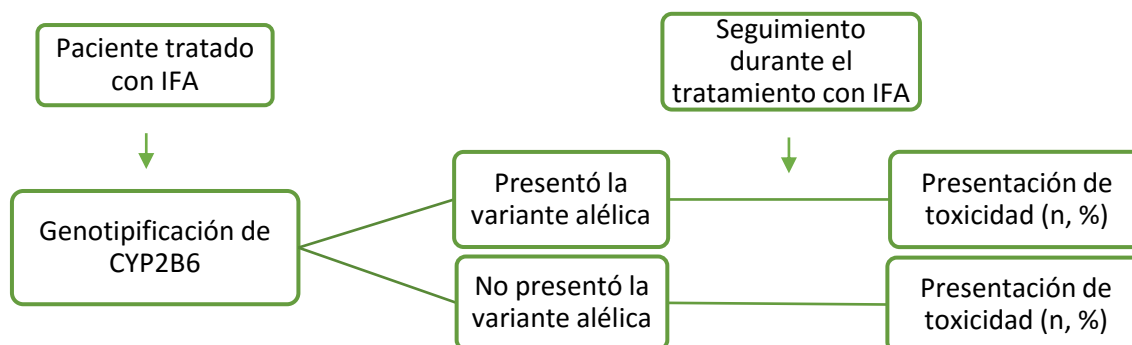 Paciente tratado
con IFA
Seguimiento
durante el
tratamiento con IFA
Genotipificación de
CYP2B6
Presentó la
variante alélica
Presentación de
toxicidad (n, %)
No presentó la
variante alélica
Presentación de
toxicidad (n, %)